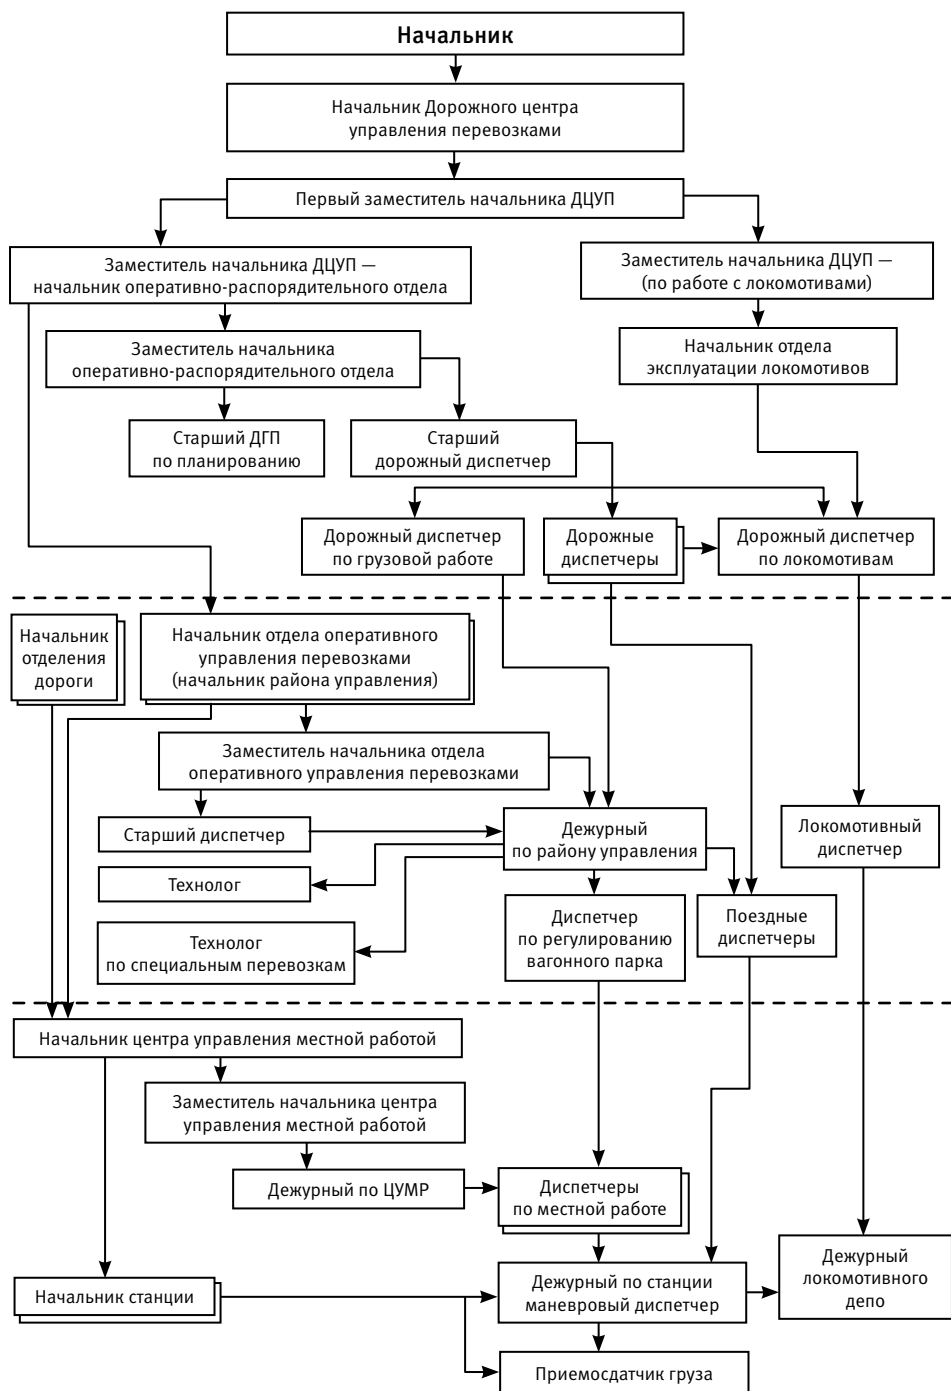 Начальник
Начальник Дорожного центра
управления перевозками
Первый заместитель начальника ДЦУП
Заместитель начальника ДЦУП —
начальник оперативно-распорядительного отдела
Заместитель начальника ДЦУП —
(по работе с локомотивами)
Заместитель начальника
оперативно-распорядительного отдела
Начальник отдела
эксплуатации локомотивов
Старший ДГП
по планированию
Старший
дорожный диспетчер
Дорожный диспетчер
по грузовой работе
Дорожные
диспетчеры
Дорожный диспетчер
по локомотивам
Начальник
отделения
дороги
Начальник отдела оперативного
управления перевозками
(начальник района управления)
Заместитель начальника отдела
оперативного управления перевозками
Старший диспетчер
Дежурный
по району управления
Локомотивный
диспетчер
Технолог
Технолог
по специальным перевозкам
Диспетчер
по регулированию
вагонного парка
Поездные
диспетчеры
Начальник центра управления местной работой
Заместитель начальника центра
управления местной работой
Дежурный по ЦУМР
Диспетчеры
по местной работе
Начальник станции
Дежурный по станции
маневровый диспетчер
Дежурный
локомотивного
депо
Приемосдатчик груза